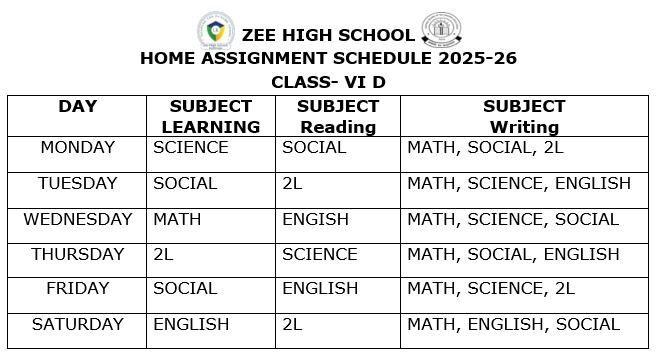 ZEE HIGH SCHOOL
HOME ASSIGNMENT SCHEDULE 2025-26
CLASS- VI D
DAY SUBJECT LEARNING SUBJECT Reading SUBJECT Writing
MONDAY SCIENCE SOCIAL MATH, SOCIAL, 2L
TUESDAY SOCIAL 2L MATH, SCIENCE, ENGLISH
WEDNESDAY MATH ENGISH MATH, SCIENCE, SOCIAL
THURSDAY 2L SCIENCE MATH, SOCIAL, ENGLISH
FRIDAY SOCIAL ENGLISH MATH, SCIENCE, 2L
SATURDAY ENGLISH 2L MATH, ENGLISH, SOCIAL